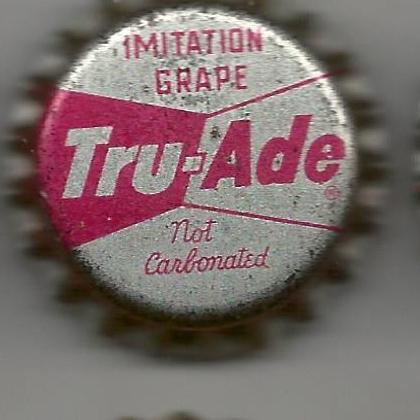 IMITATION
GRAPE
Tru-Ade
®
Not
Carbonated